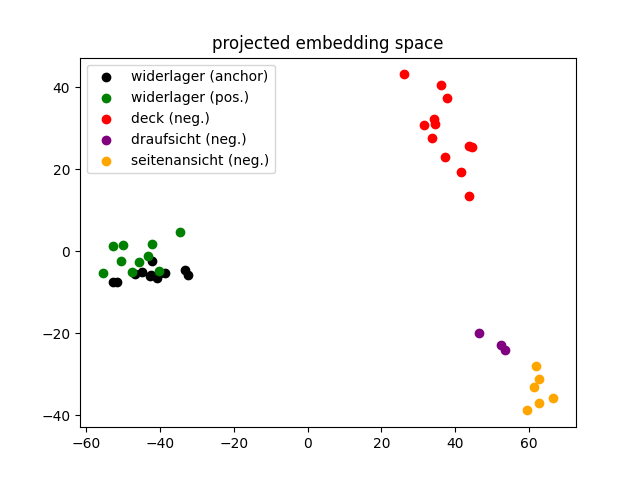 projected embedding space
widerlager (anchor)
widerlager (pos.)
deck (neg.)
draufsicht (neg.)
seitenansicht (neg.)
40
20
0
−20
−40
−60
−40
−20
0
20
40
60